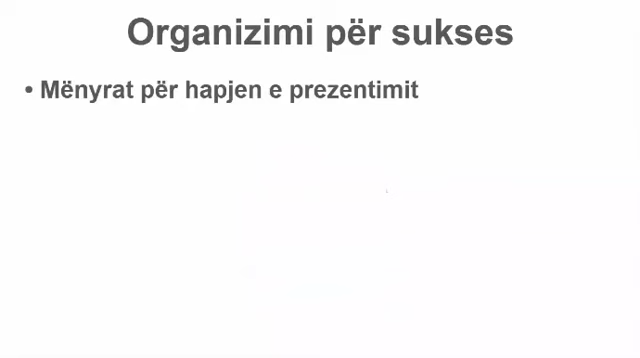 Organizimi për sukses
• Mënyrat për hapjen e prezentimit